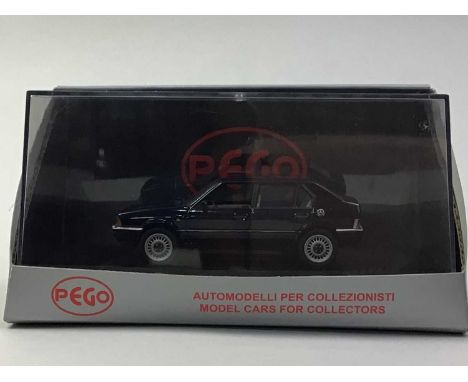 PEGO
PEGO
AUTOMODELLI PER COLLEZIONISTI
MODEL CARS FOR COLLECTORS